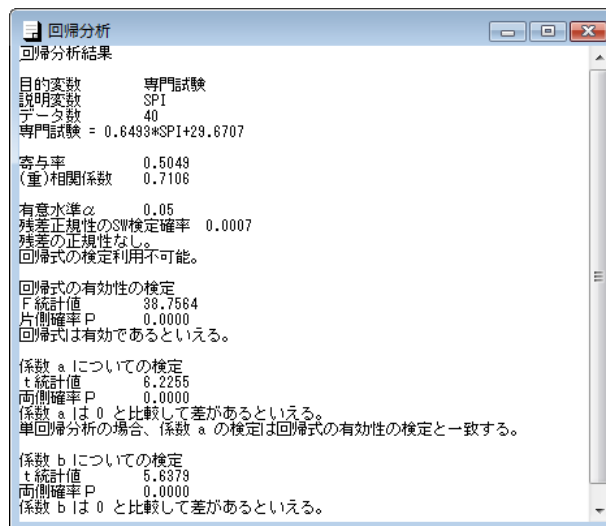 回帰分析
回帰分析結果
目的変数 専門試験
説明変数 SPI
データ数 40
専門試験 = 0.6493*SPI+29.6707
寄与率 0.5049
(重)相関係数 0.7106
有意水準α 0.05
残差正規性のSW検定確率 0.0007
残差の正規性なし。
回帰式の検定利用不可能。
回帰式の有効性の検定
F統計値 38.7564
片側確率P 0.0000
回帰式は有効であるといえる。
係数 a についての検定
t統計値 6.2255
両側確率P 0.0000
係数 a は 0 と比較して差があるといえる。
単回帰分析の場合、係数 a の検定は回帰式の有効性の検定と一致する。
係数 b についての検定
t統計値 5.6379
両側確率P 0.0000
係数 b は 0 と比較して差があるといえる。